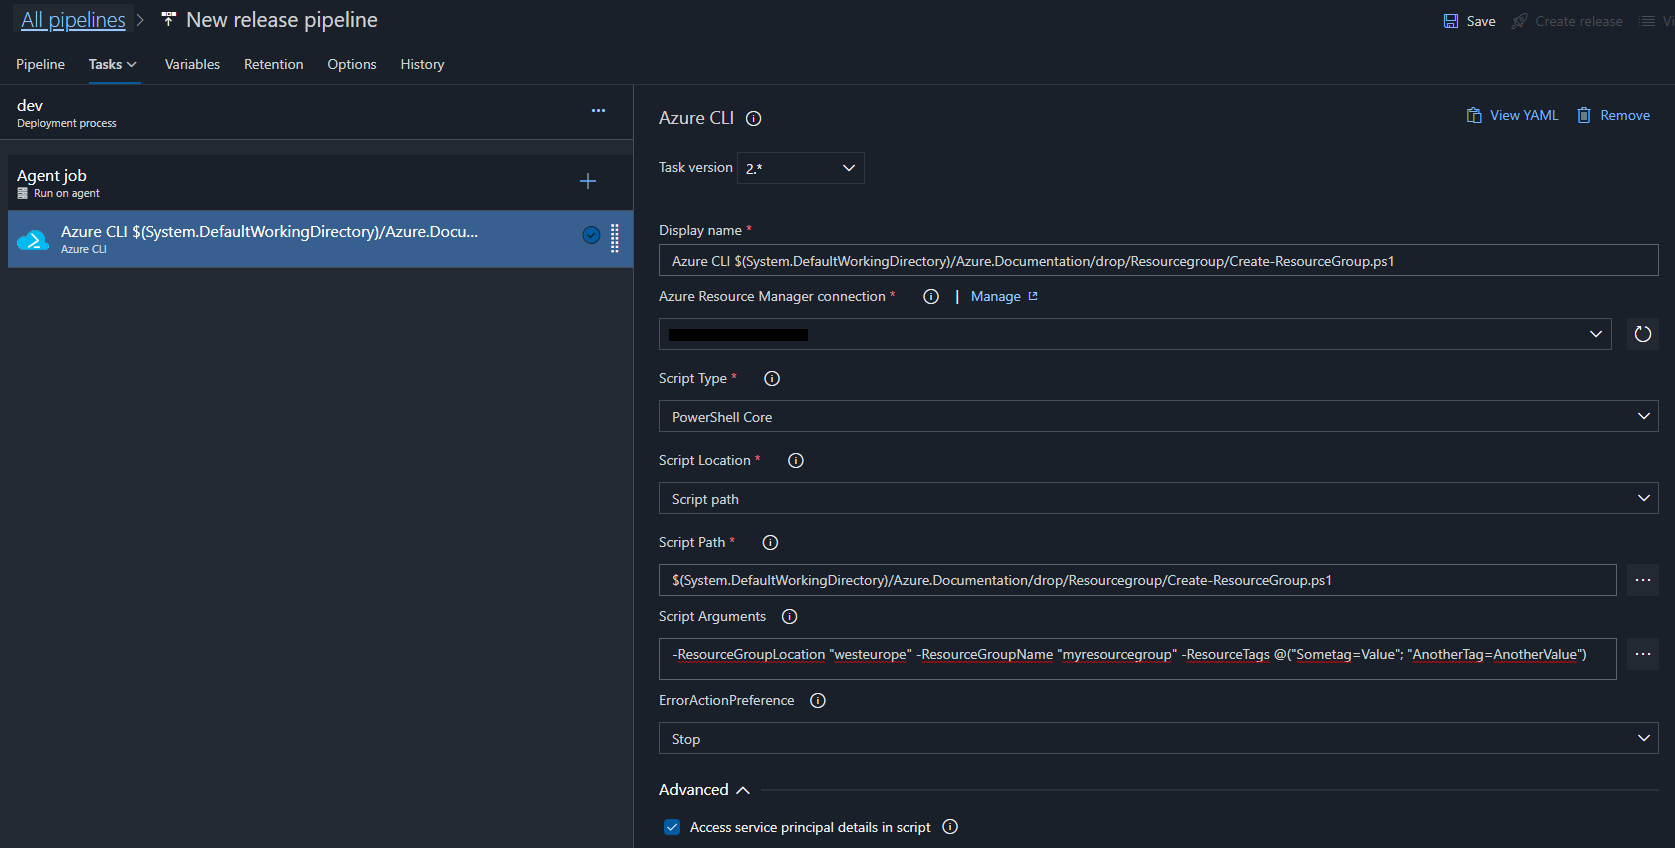 All pipelines > New release pipeline
Save Create release Vi
Pipeline Tasks Variables Retention Options History
dev
Deployment process
Agent job
Run on agent
Azure CLI $(System.DefaultWorkingDirectory)/Azure.Docu...
Azure CLI
Azure CLI
View YAML Remove
Task version 2.*
Display name *
Azure CLI $(System.DefaultWorkingDirectory)/Azure.Documentation/drop/Resourcegroup/Create-ResourceGroup.ps1
Azure Resource Manager connection * | Manage
Script Type *
PowerShell Core
Script Location *
Script path
Script Path *
$(System.DefaultWorkingDirectory)/Azure.Documentation/drop/Resourcegroup/Create-ResourceGroup.ps1
Script Arguments
-ResourceGroupLocation "westeurope" -ResourceGroupName "myresourcegroup" -ResourceTags @("Sometag=Value"; "AnotherTag=AnotherValue")
ErrorActionPreference
Stop
Advanced
Access service principal details in script